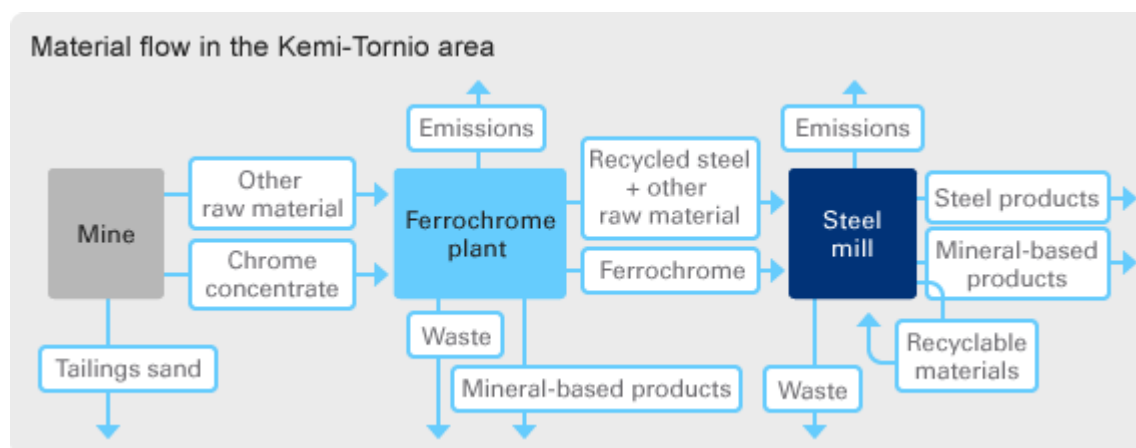 Material flow in the Kemi-Tornio area
Emissions
Emissions
Mine
Other
raw material
Chrome
concentrate
Tailings sand
Ferrochrome
plant
Recycled steel
+ other
raw material
Ferrochrome
Waste
Mineral-based products
Steel
mill
Steel products
Mineral-based
products
Recyclable
materials
Waste